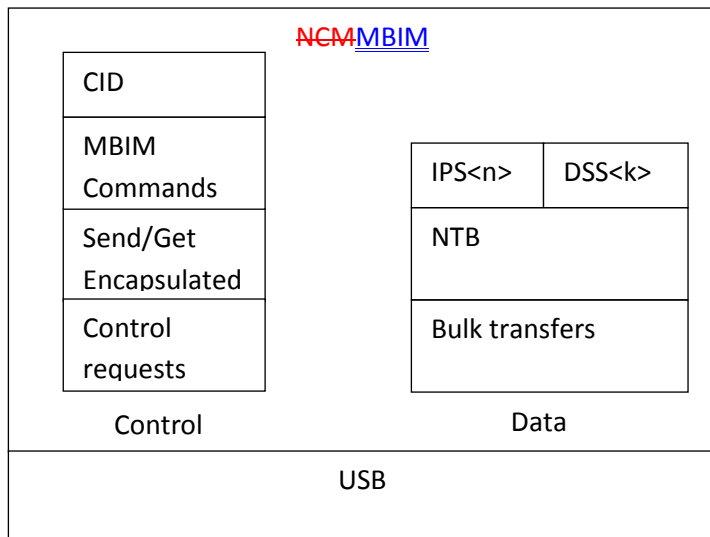 NCMMBIM
CID
MBIM
Commands
Send/Get
Encapsulated
Control
requests
Control
IPS<n>
DSS<k>
NTB
Bulk transfers
Data
USB